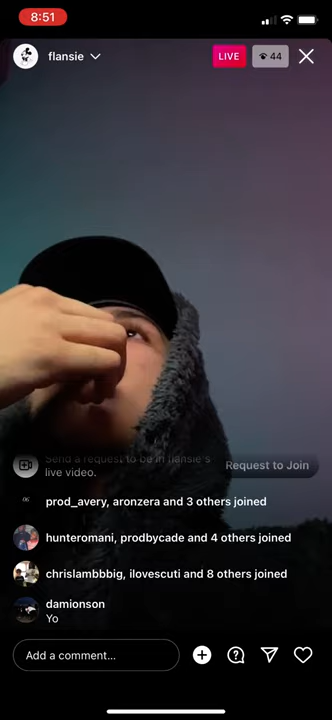 8:51
flansie
LIVE
44
Send a request to be in flansie's
live video.
Request to Join
prod_avery, aronzera and 3 others joined
hunteromani, prodbycade and 4 others joined
chrislambbbig, ilovescuti and 8 others joined
damionson
Yo
Add a comment...